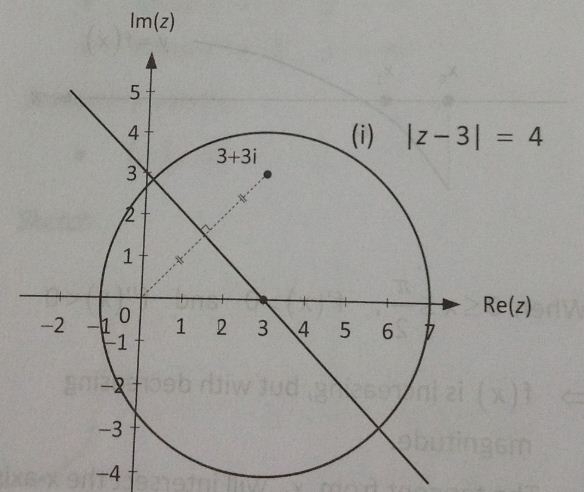 Im(z)
5
4
(i) |z – 3| = 4
3+3i
3
2
1
Re(z)
0
–2 –1 1 2 3 4 5 6 7
–1
–2
–3
–4